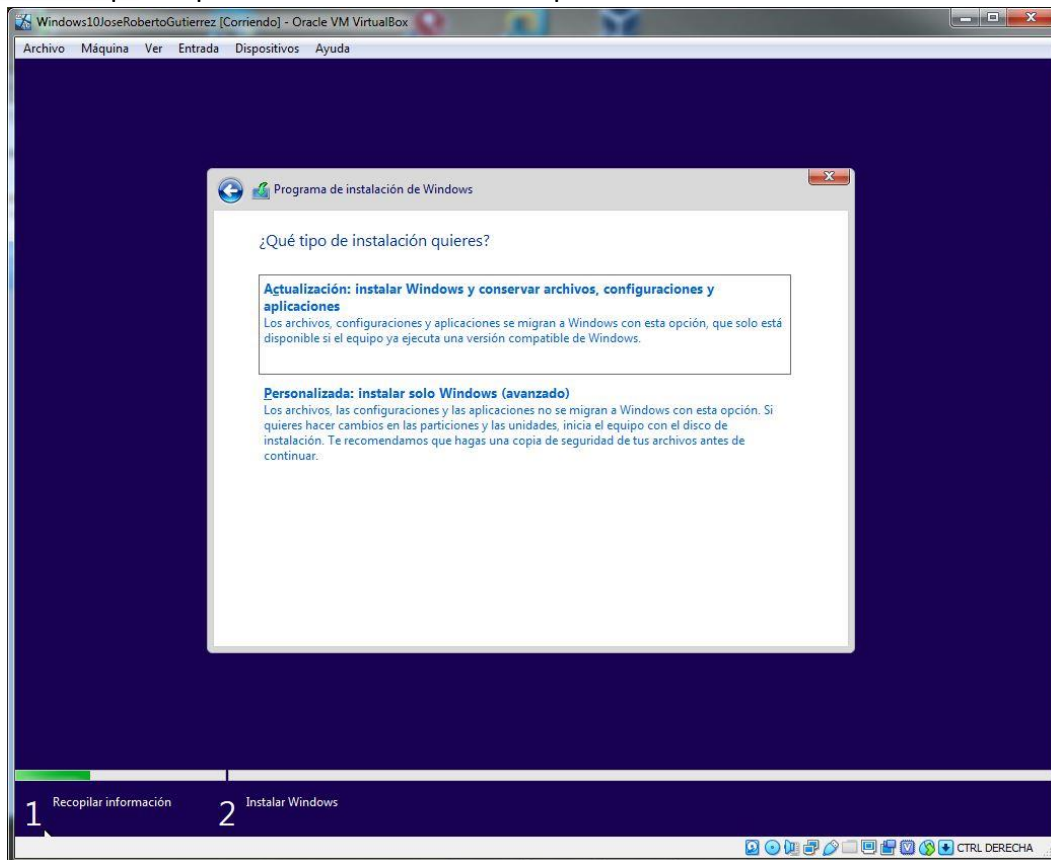 Windows10JoseRobertoGutierrez [Corriendo] - Oracle VM VirtualBox
Archivo Máquina Ver Entrada Dispositivos Ayuda
Programa de instalación de Windows
¿Qué tipo de instalación quieres?
Actualización: instalar Windows y conservar archivos, configuraciones y
aplicaciones
Los archivos, configuraciones y aplicaciones se migran a Windows con esta opción, que solo está
disponible si el equipo ya ejecuta una versión compatible de Windows.
Personalizada: instalar solo Windows (avanzado)
Los archivos, las configuraciones y las aplicaciones no se migran a Windows con esta opción. Si
quieres hacer cambios en las particiones y las unidades, inicia el equipo con el disco de
instalación. Te recomendamos que hagas una copia de seguridad de tus archivos antes de
continuar.
1 Recopilar información 2 Instalar Windows
CTRL DERECHA